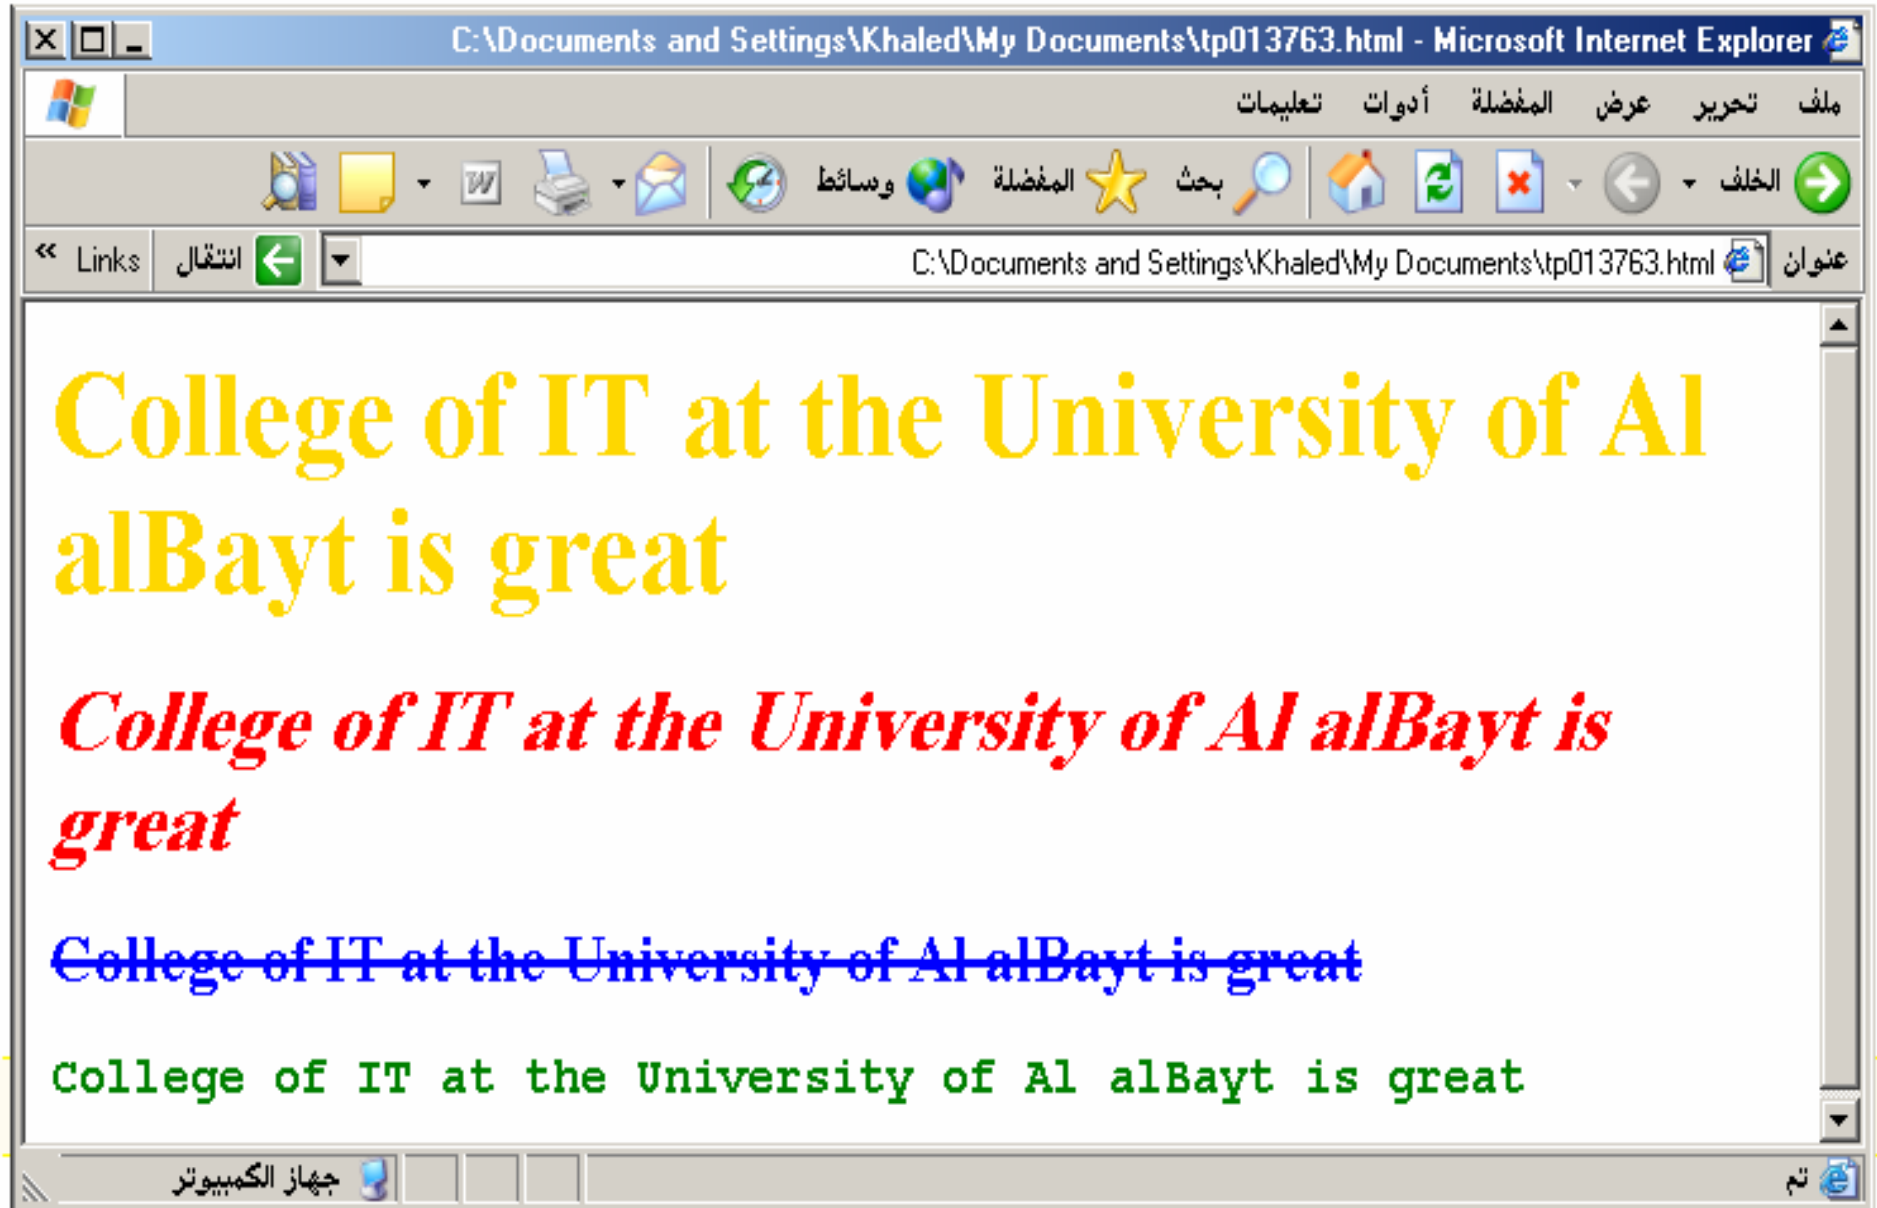 C:\Documents and Settings\Khaled\My Documents\tp013763.html - Microsoft Internet Explorer
ملف تحرير عرض المفضلة أدوات تعليمات
الخلف بحث المفضلة وسائط W
عنوان C:\Documents and Settings\Khaled\My Documents\tp013763.html انتقال Links »
College of IT at the University of Al
alBayt is great
College of IT at the University of Al alBayt is
great
College of IT at the University of Al alBayt is great
College of IT at the University of Al alBayt is great
تم جهاز الكمبيوتر